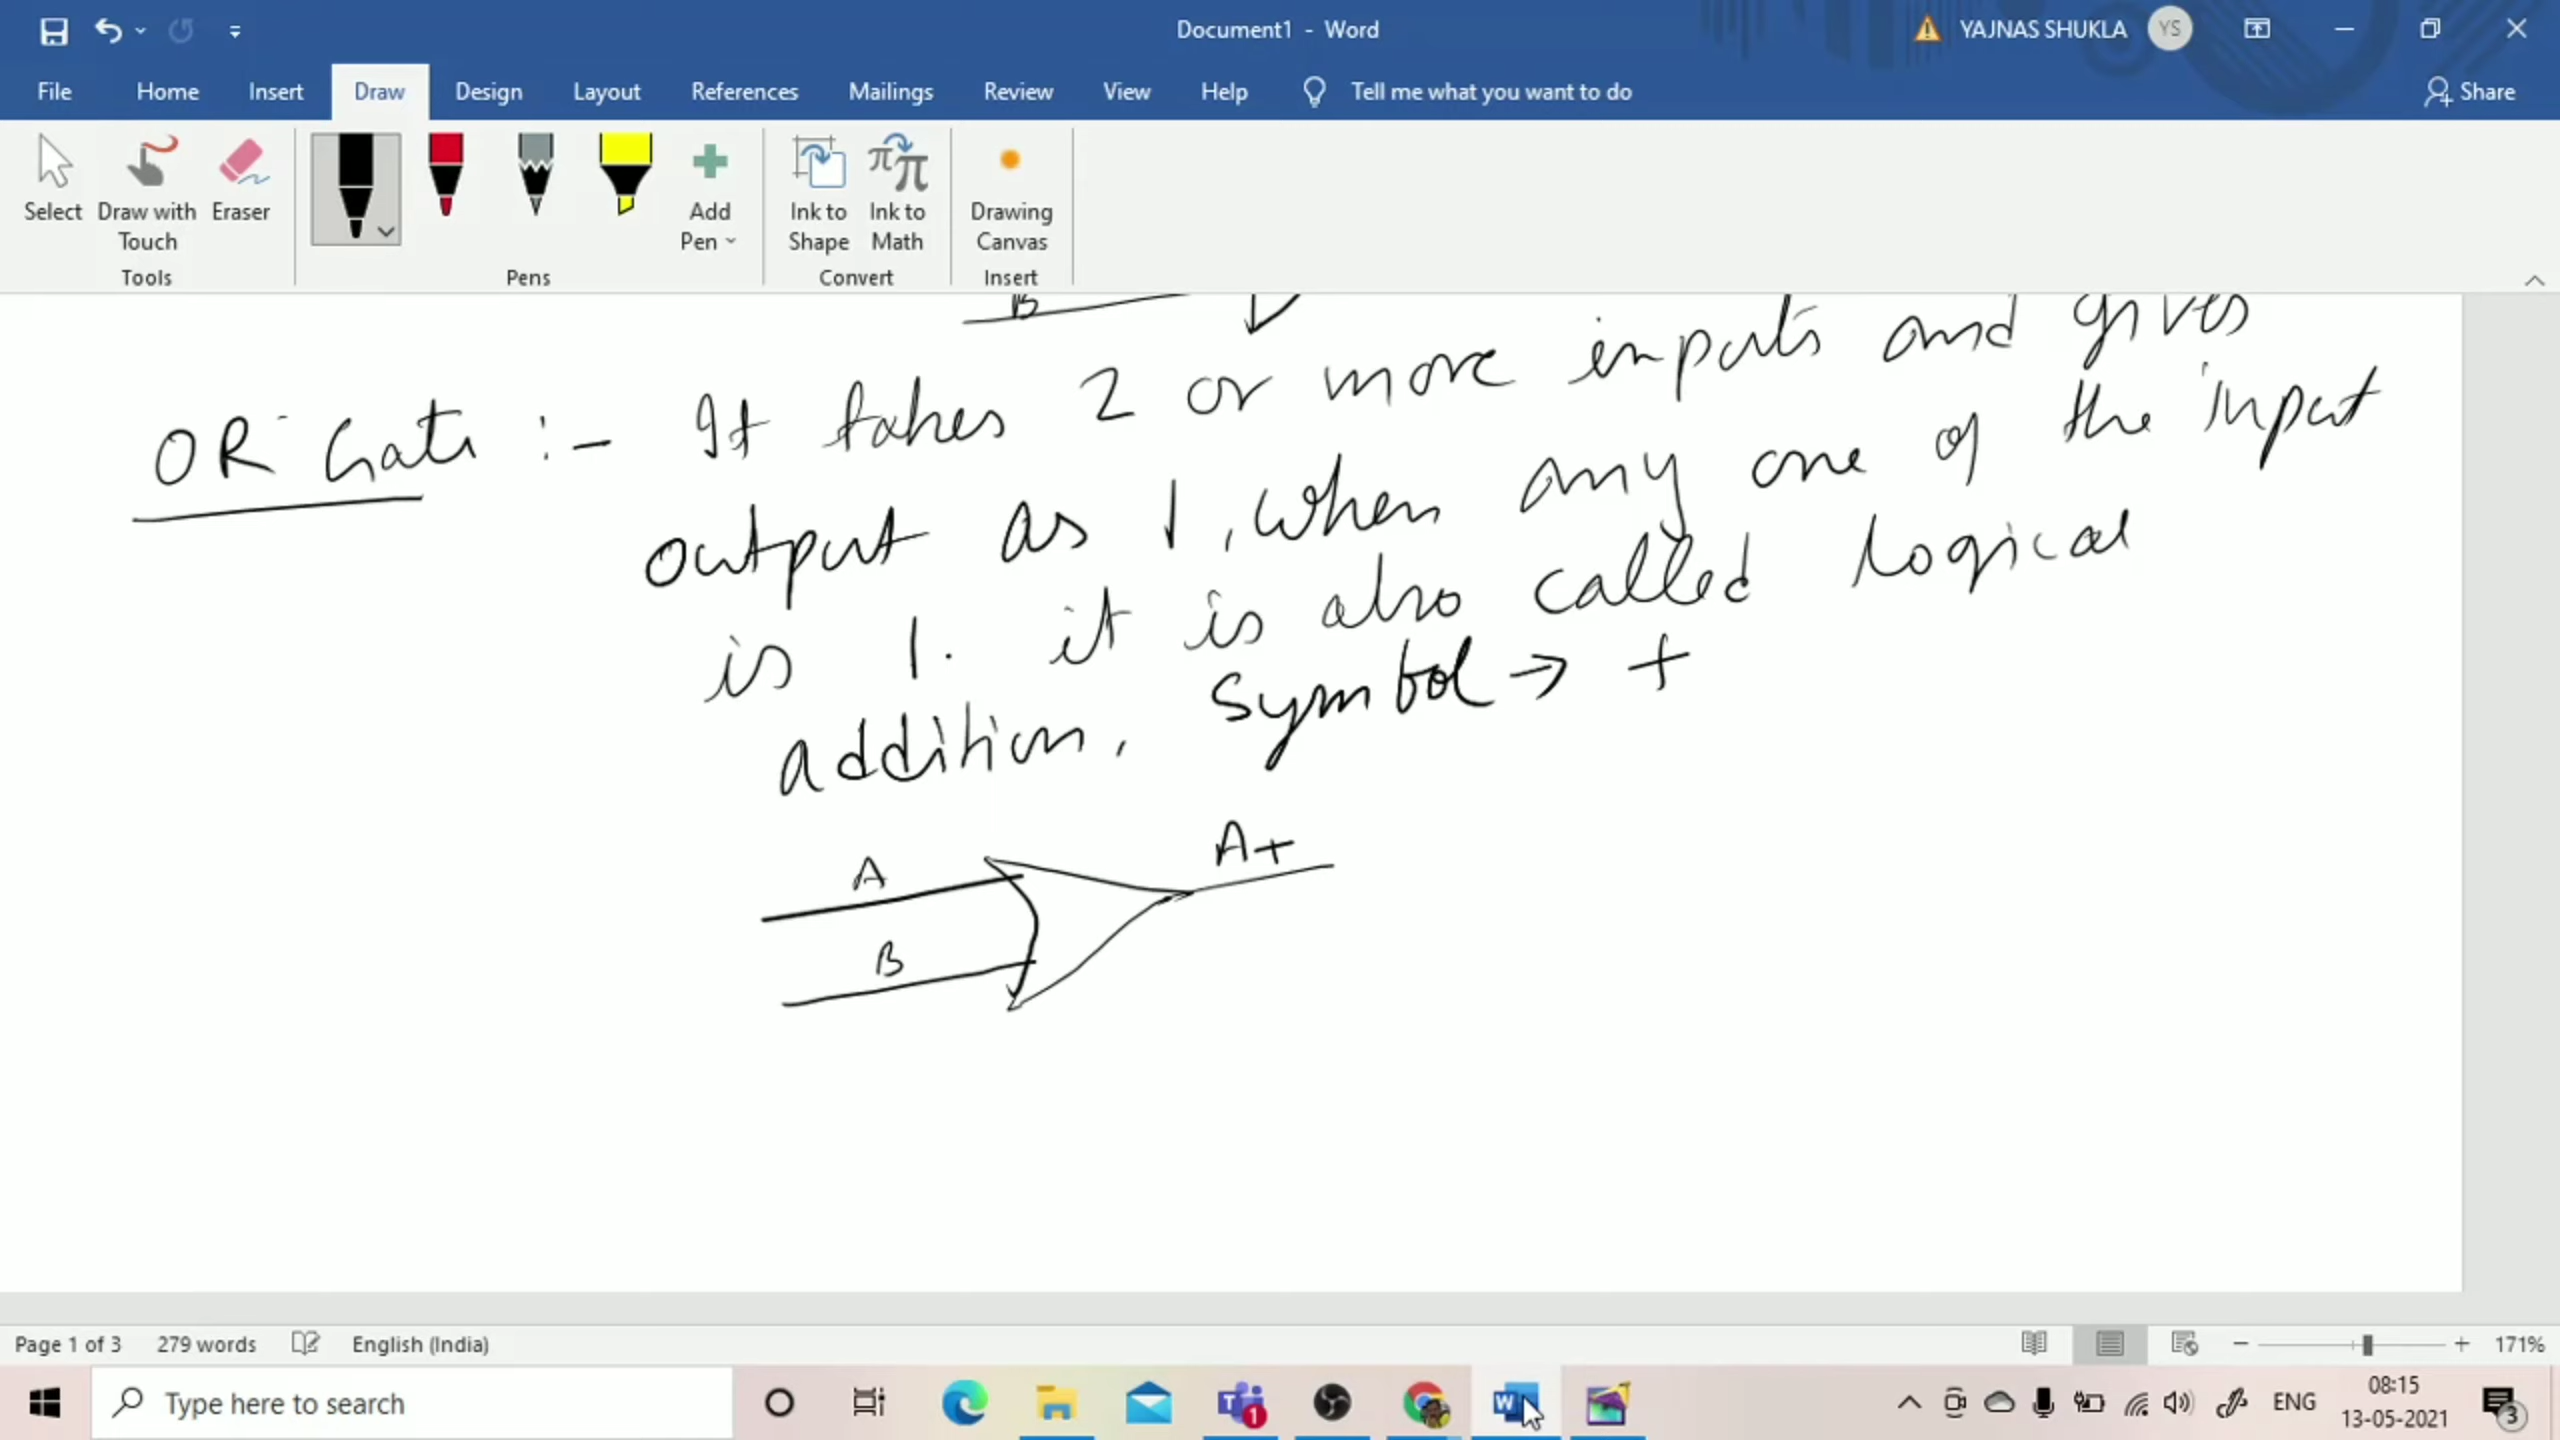 Document1 - Word
YAJNAS SHUKLA
YS
File Home Insert Draw Design Layout References Mailings Review View Help Tell me what you want to do
Share
Select Draw with Touch Eraser
Add Pen
Ink to Shape
Ink to Math
Drawing Canvas
Tools Pens Convert Insert
B
OR Gate :- It takes 2 or more inputs and gives
output as 1, when any one of the input
is 1. it is also called logical
addition, Symbol → +
A A+
B
Page 1 of 3 279 words English (India)
171%
Type here to search
1
ENG
08:15
13-05-2021
3